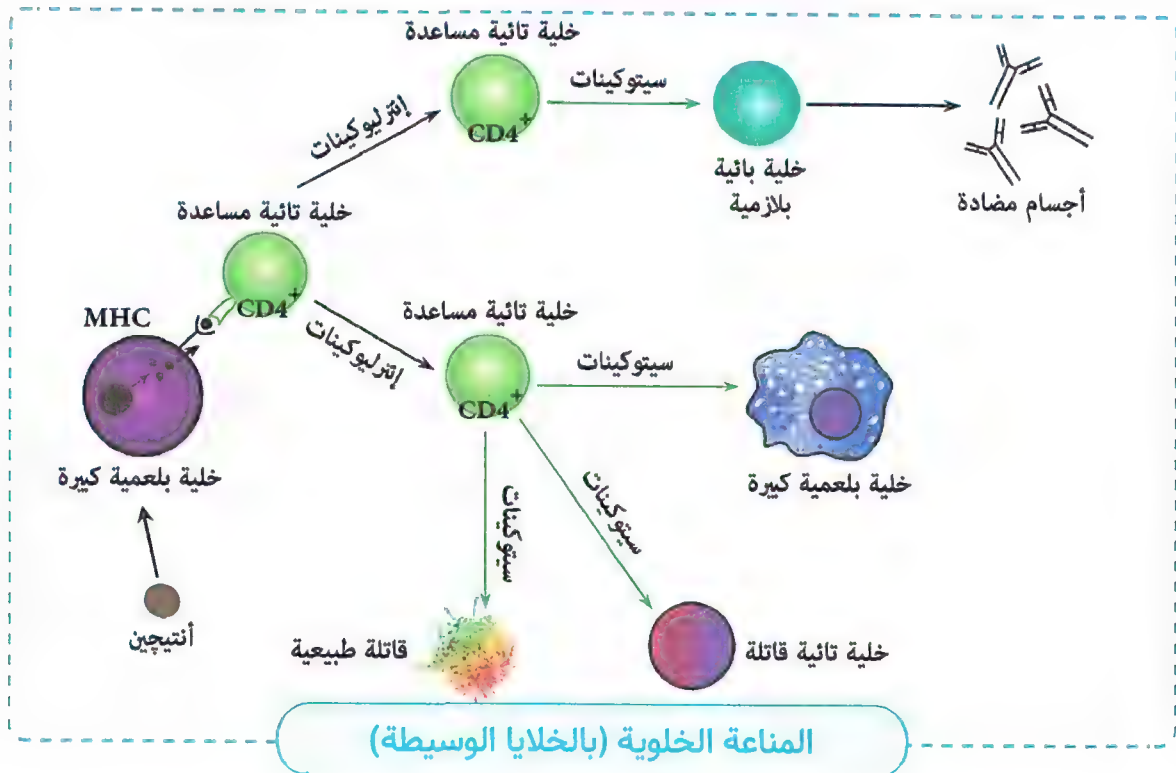 خلية تائية مساعدة
سيتوكينات
إنترليوكينات
CD4+
خلية بائية
بلازمية
أجسام مضادة
خلية تائية مساعدة
CD4+
MHC
إنترليوكينات
خلية تائية مساعدة
سيتوكينات
CD4+
خلية بلعمية كبيرة
خلية بلعمية كبيرة
سيتوكينات
سيتوكينات
أنتيچين
قاتلة طبيعية
خلية تائية قاتلة
المناعة الخلوية (بالخلايا الوسيطة)